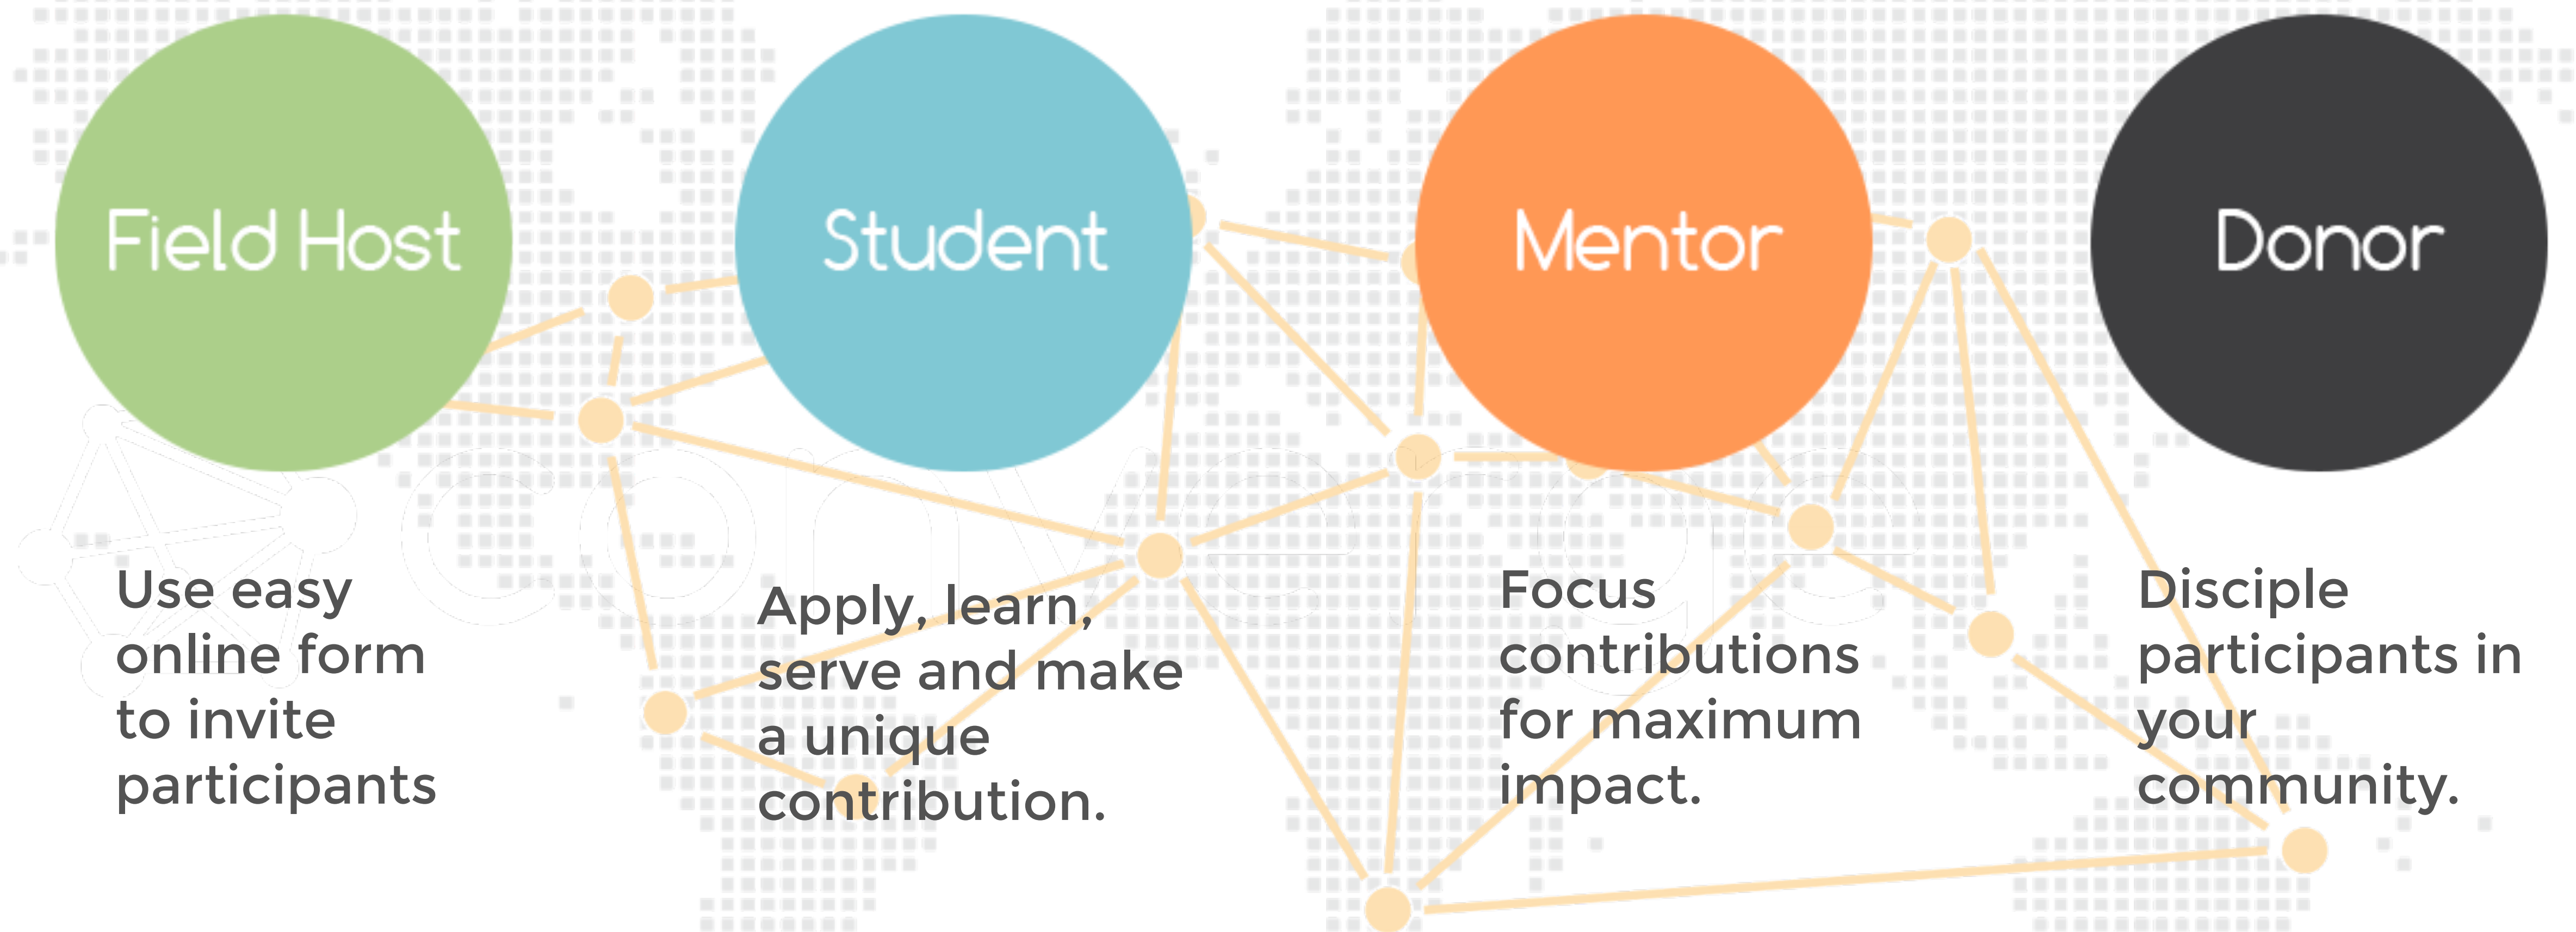 Field Host
Student
Mentor
Donor
converge
Use easy
online form
to invite
participants
Apply, learn,
serve and make
a unique
contribution.
Focus
contributions
for maximum
impact.
Disciple
participants in
your
community.